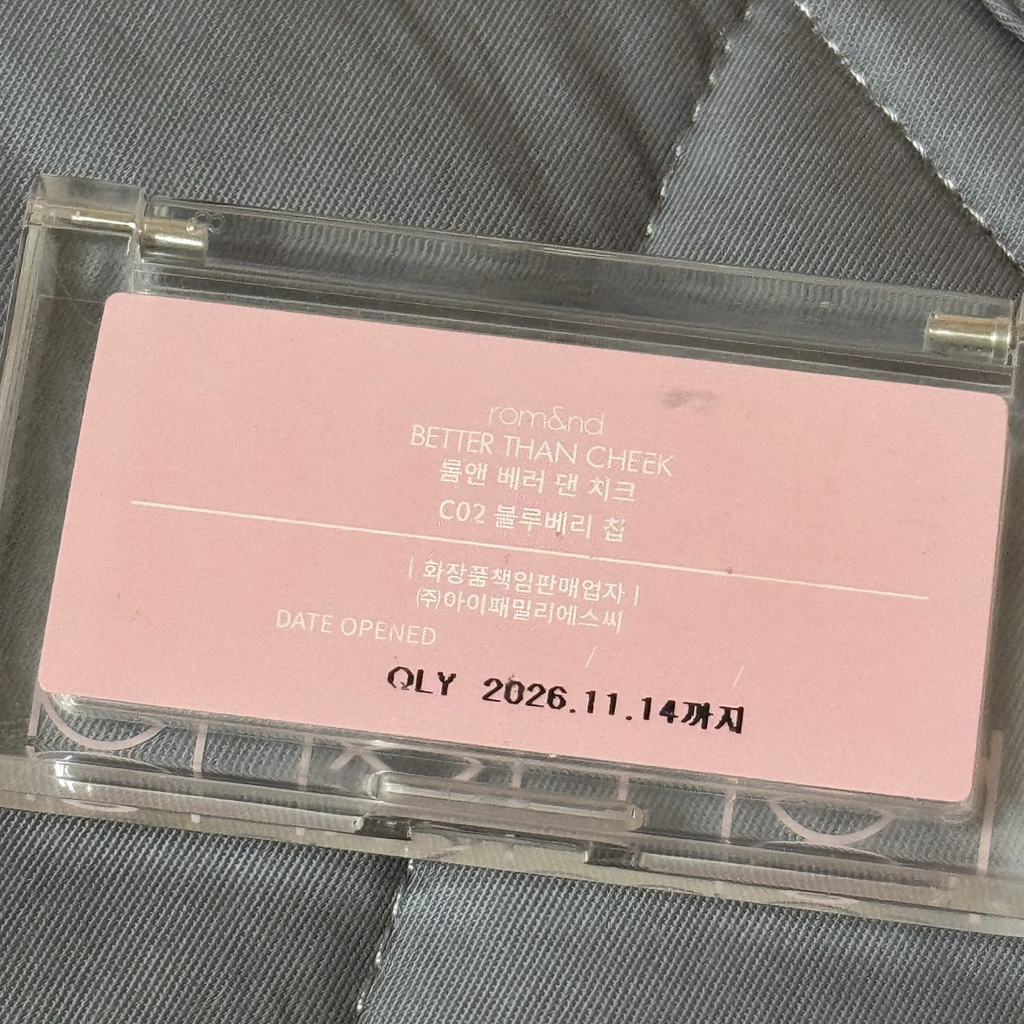 rom&nd
BETTER THAN CHEEK
롬앤 베러 댄 치크
C02 블루베리 칩
| 화장품책임판매업자 |
㈜아이패밀리에스씨
DATE OPENED / /
QLY 2026.11.14까지